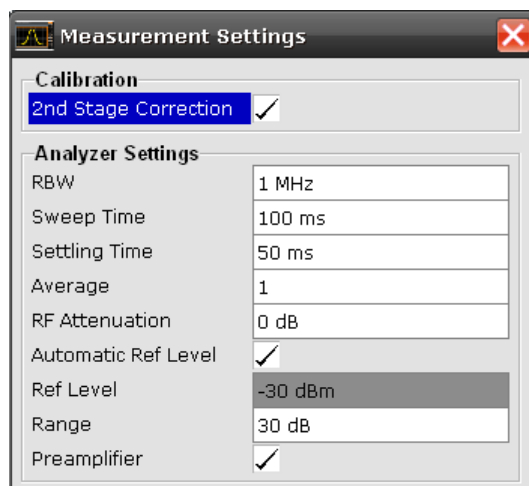 Measurement Settings
Calibration
2nd Stage Correction
Analyzer Settings
RBW 1 MHz
Sweep Time 100 ms
Settling Time 50 ms
Average 1
RF Attenuation 0 dB
Automatic Ref Level
Ref Level -30 dBm
Range 30 dB
Preamplifier